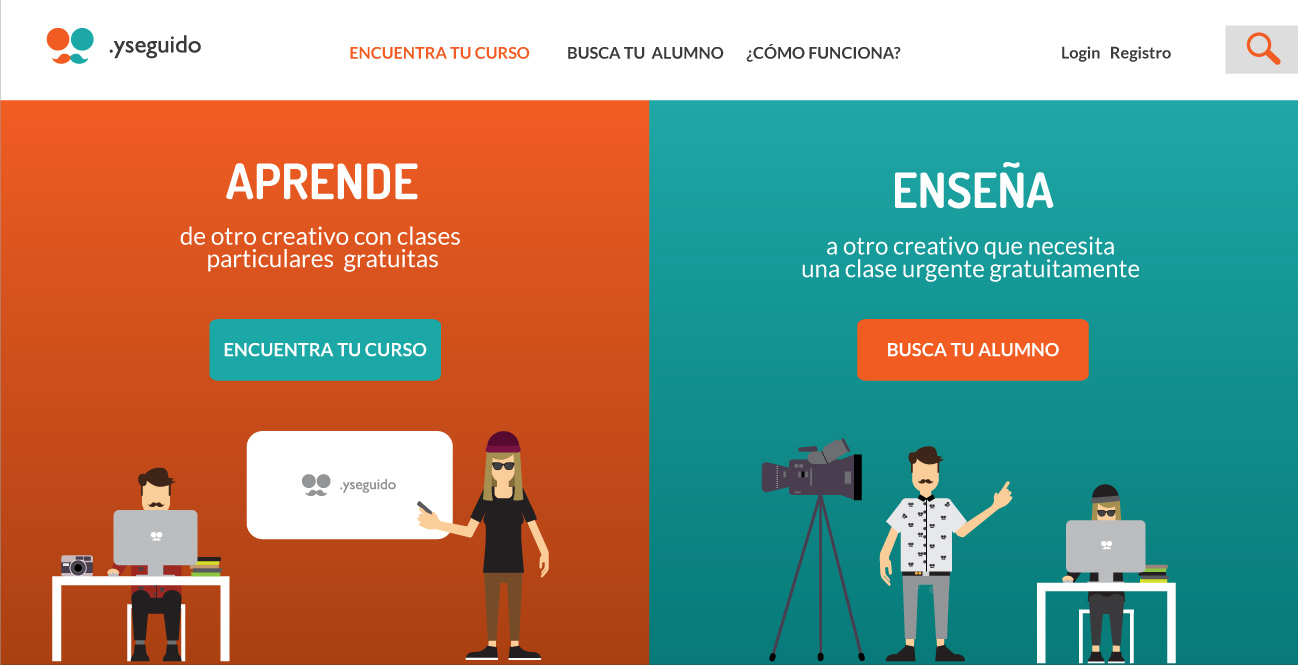 .yseguido
ENCUENTRA TU CURSO
BUSCA TU ALUMNO
¿CÓMO FUNCIONA?
Login
Registro
APRENDE
de otro creativo con clases
particulares gratuitas
ENCUENTRA TU CURSO
.yseguido
ENSEÑA
a otro creativo que necesita
una clase urgente gratuitamente
BUSCA TU ALUMNO